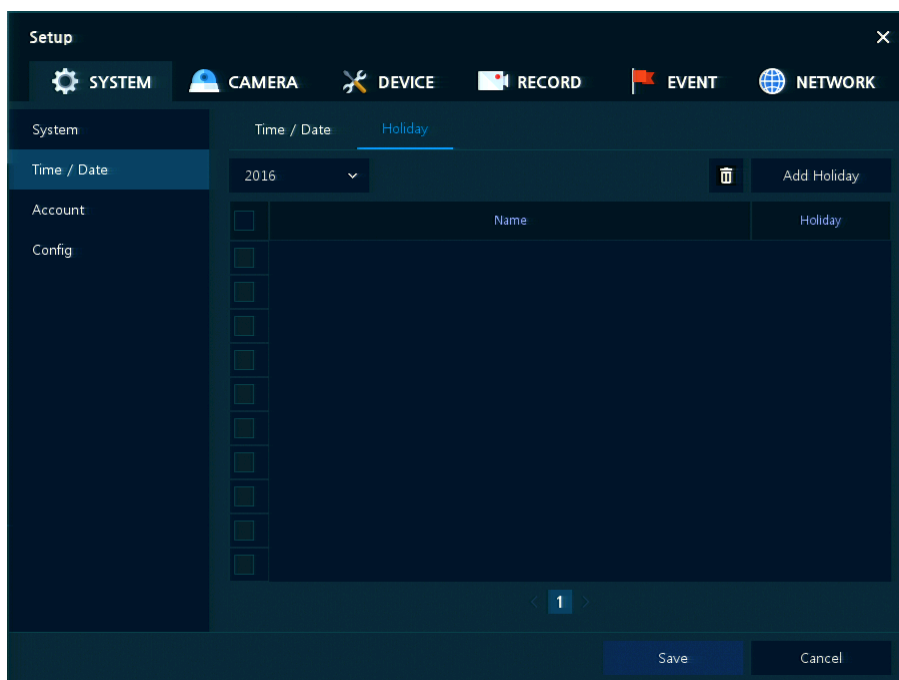 Setup
SYSTEM CAMERA DEVICE RECORD EVENT NETWORK
System
Time / Date
Account
Config
Time / Date Holiday
2016 Add Holiday
Name Holiday
1
Save Cancel